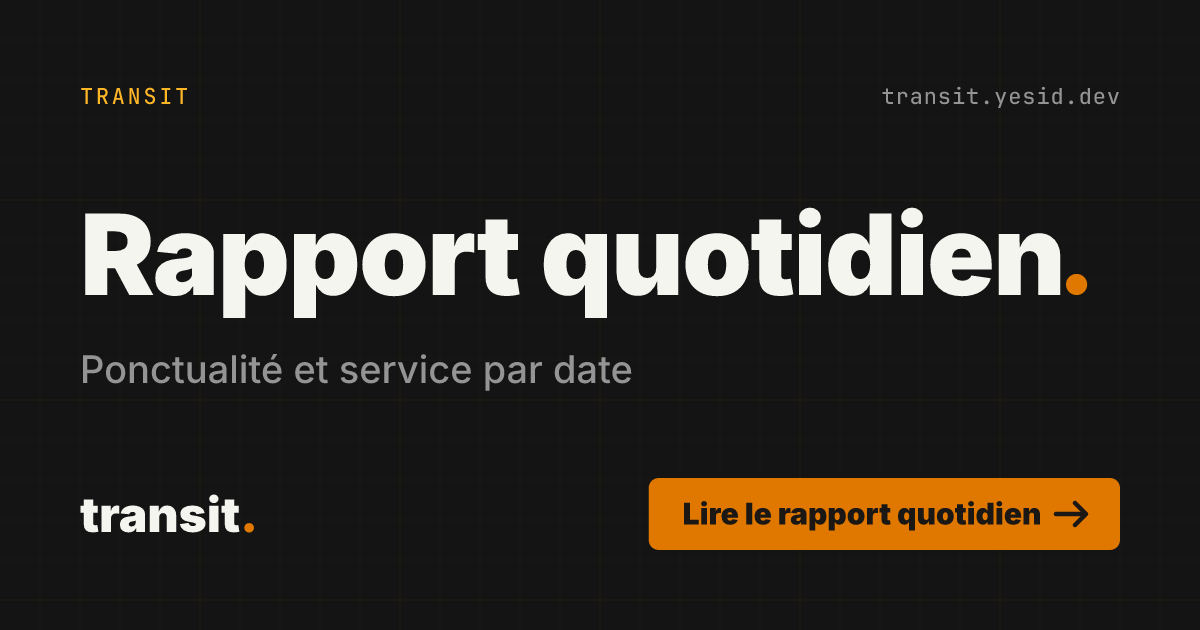 TRANSIT
transit.yesid.dev
Rapport quotidien.
Ponctualité et service par date
transit.
Lire le rapport quotidien →